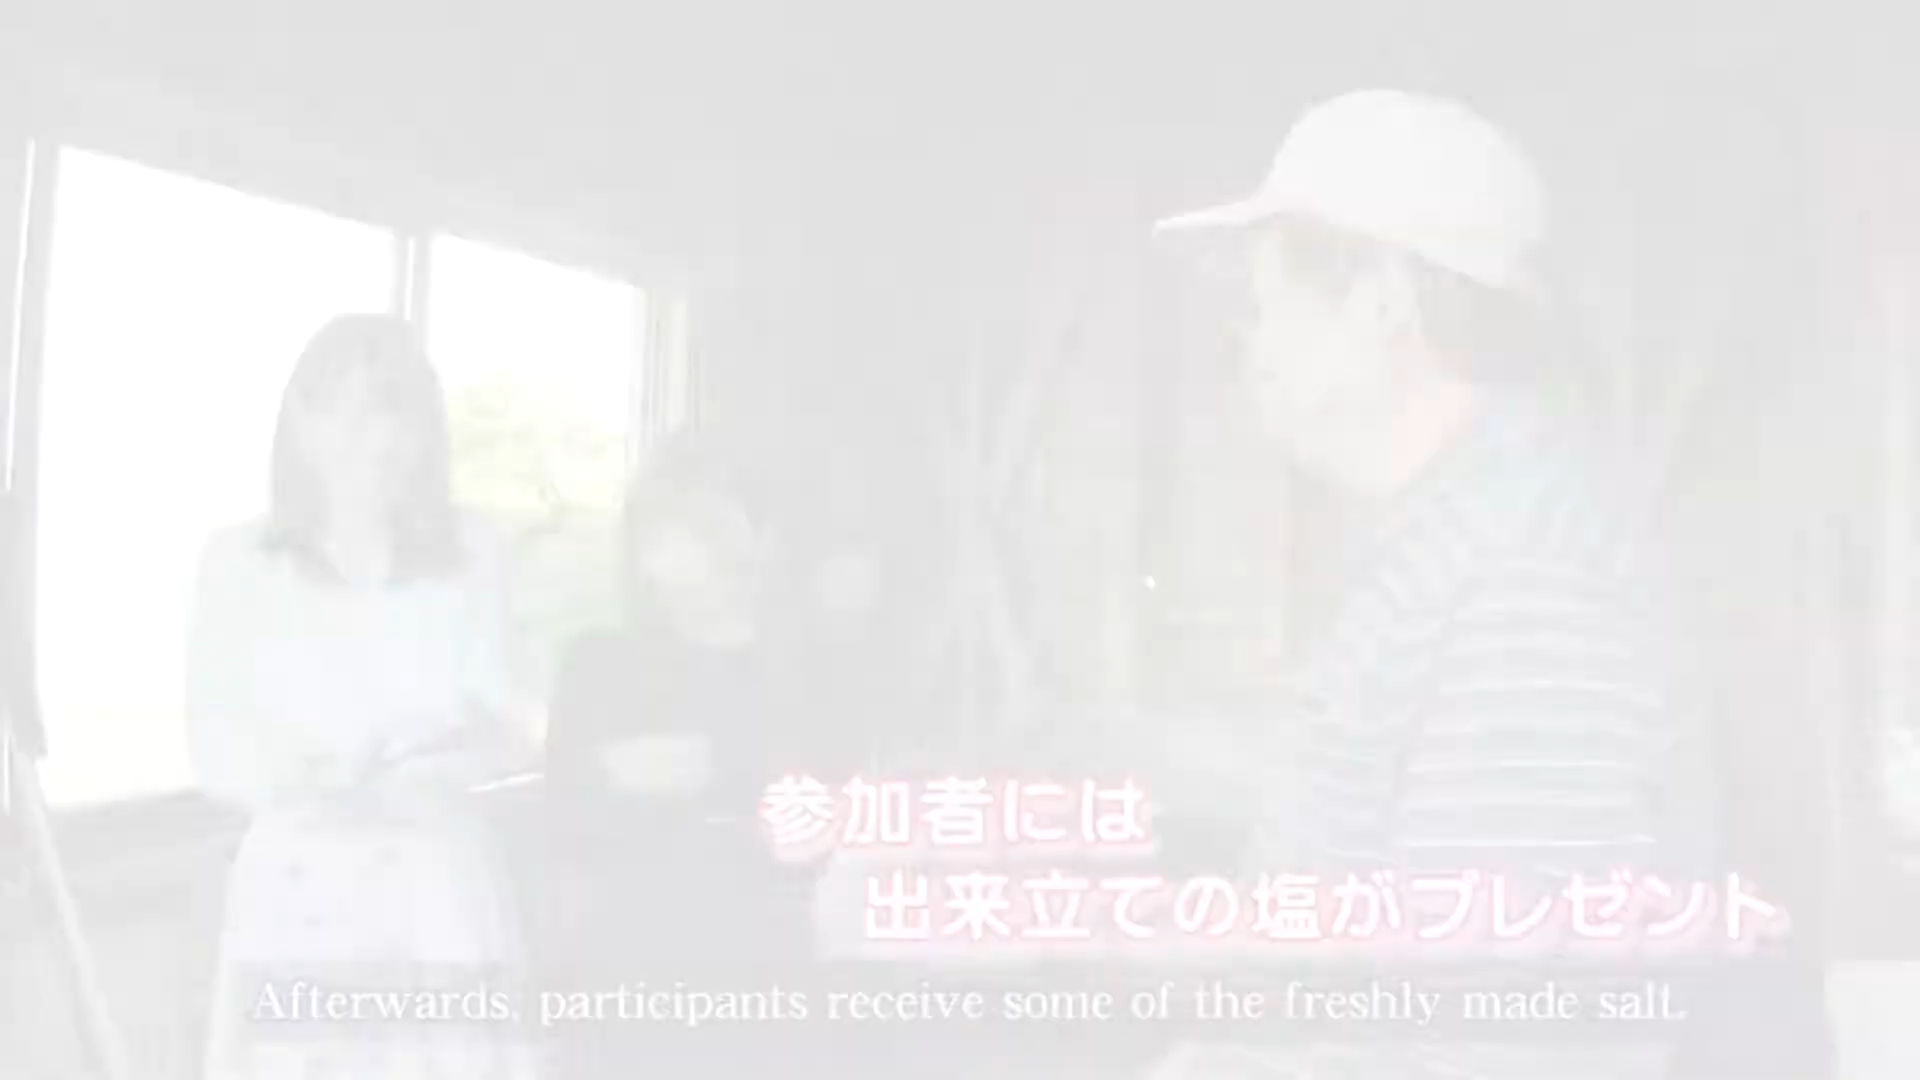 参加者には
出来立ての塩がプレゼント
Afterwards, participants receive some of the freshly made salt.